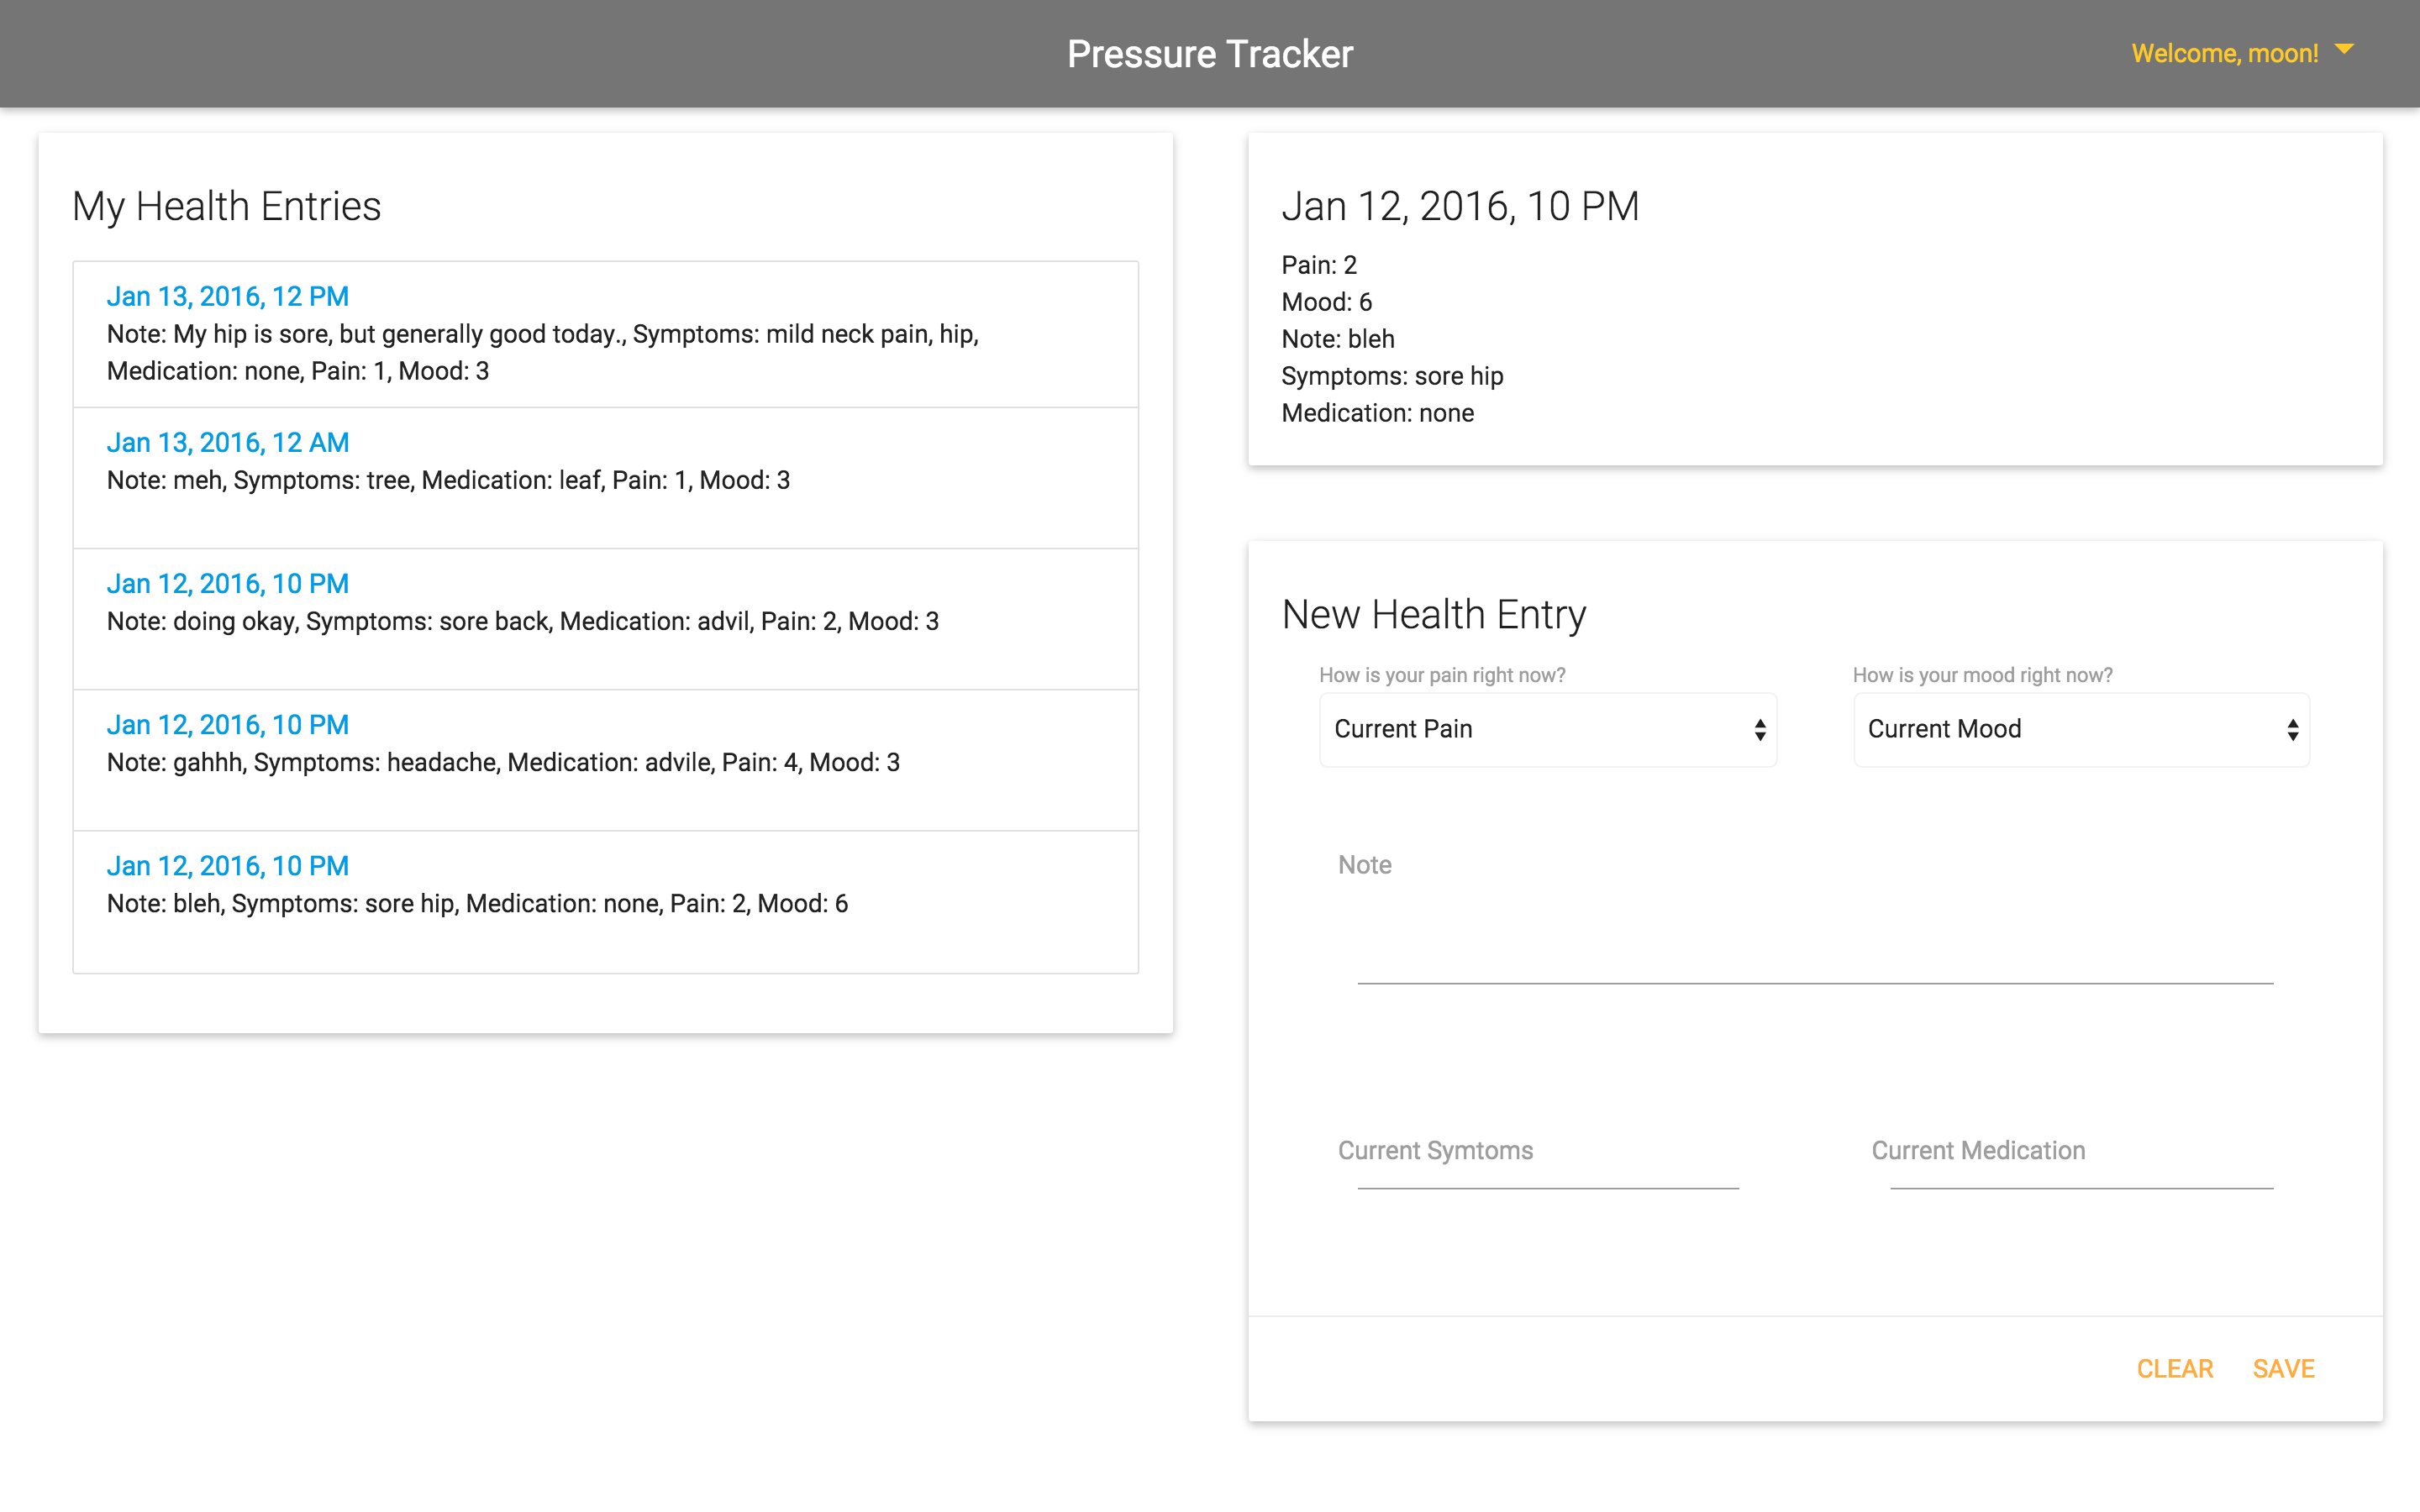 Pressure Tracker
Welcome, moon!
My Health Entries
Jan 13, 2016, 12 PM
Note: My hip is sore, but generally good today., Symptoms: mild neck pain, hip,
Medication: none, Pain: 1, Mood: 3
Jan 13, 2016, 12 AM
Note: meh, Symptoms: tree, Medication: leaf, Pain: 1, Mood: 3
Jan 12, 2016, 10 PM
Note: doing okay, Symptoms: sore back, Medication: advil, Pain: 2, Mood: 3
Jan 12, 2016, 10 PM
Note: gahhh, Symptoms: headache, Medication: advile, Pain: 4, Mood: 3
Jan 12, 2016, 10 PM
Note: bleh, Symptoms: sore hip, Medication: none, Pain: 2, Mood: 6
Jan 12, 2016, 10 PM
Pain: 2
Mood: 6
Note: bleh
Symptoms: sore hip
Medication: none
New Health Entry
How is your pain right now?
How is your mood right now?
Current Pain
Current Mood
Note
Current Symtoms
Current Medication
CLEAR
SAVE